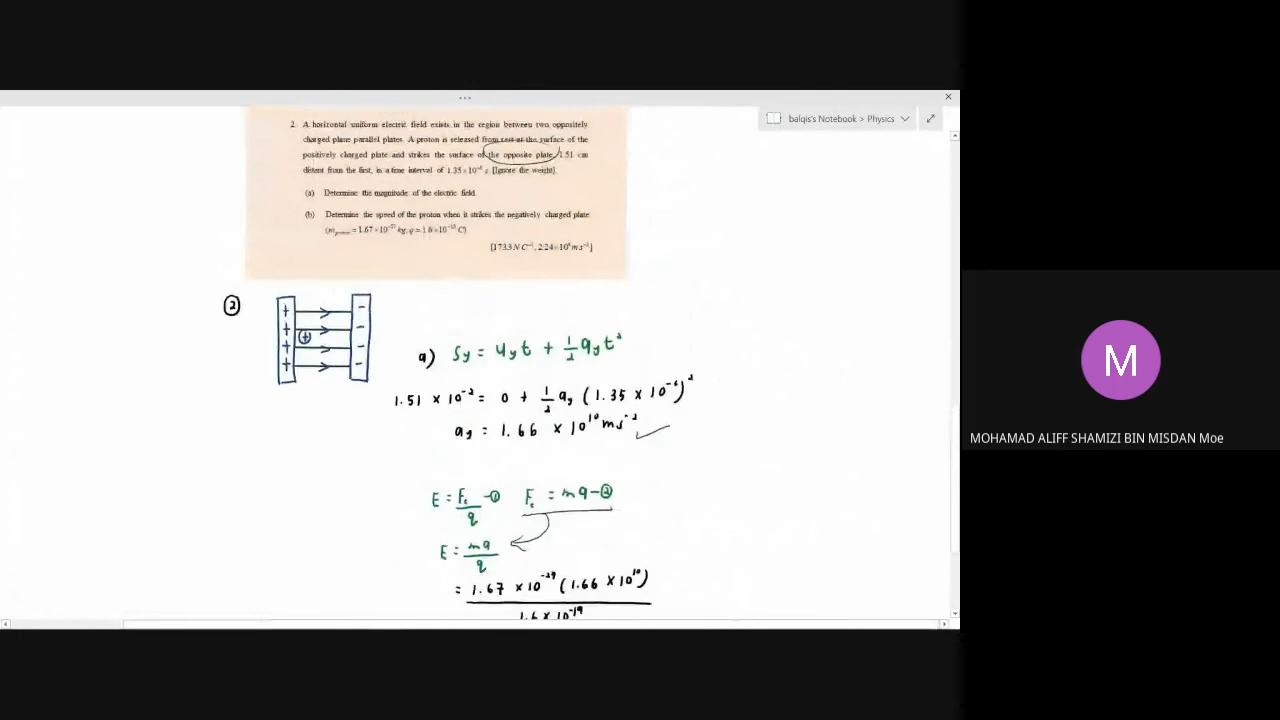 balqis's Notebook > Physics
2. A horizontal uniform electric field exists in the region between two oppositely
charged plane parallel plates. A proton is released from rest at the surface of the
positively charged plate and strikes the surface of the opposite plate, 1.51 cm
distant from the first, in a time interval of 1.35×10⁻⁶ s. [Ignore the weight].
(a) Determine the magnitude of the electric field.
(b) Determine the speed of the proton when it strikes the negatively charged plate
(m_proton = 1.67×10⁻²⁷ kg, q = 1.6×10⁻¹⁹ C)
[173.3 N C⁻¹, 2.24×10⁴ m s⁻¹]
②
+ -
+ -
+
+ -
+ -
a) Sy = uyt + 1/2 ayt²
1.51 × 10⁻² = 0 + 1/2 ay (1.35 × 10⁻⁶)²
ay = 1.66 × 10¹⁰ ms⁻²
E = Fe/q –① Fe = ma –②
E = ma/q
= 1.67 × 10⁻²⁷ (1.66 × 10¹⁰)
1.6 × 10⁻¹⁹
M
MOHAMAD ALIFF SHAMIZI BIN MISDAN Moe